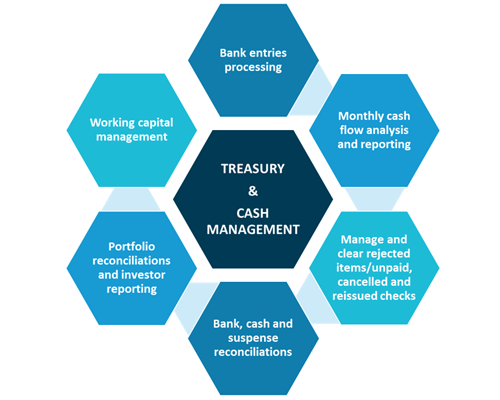 Bank entries
processing
Monthly cash
flow analysis
and reporting
Manage and
clear rejected
items/unpaid,
cancelled and
reissued checks
Bank, cash and
suspense
reconciliations
Portfolio
reconciliations
and investor
reporting
Working capital
management
TREASURY
&
CASH
MANAGEMENT